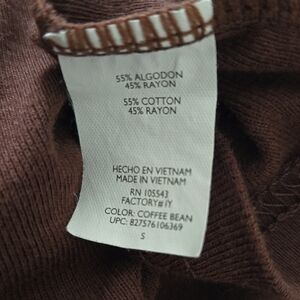 55% ALGODON
45% RAYON
55% COTTON
45% RAYON
HECHO EN VIETNAM
MADE IN VIETNAM
RN 105543
FACTORY# IY
COLOR: COFFEE BEAN
UPC: 827576106369
S